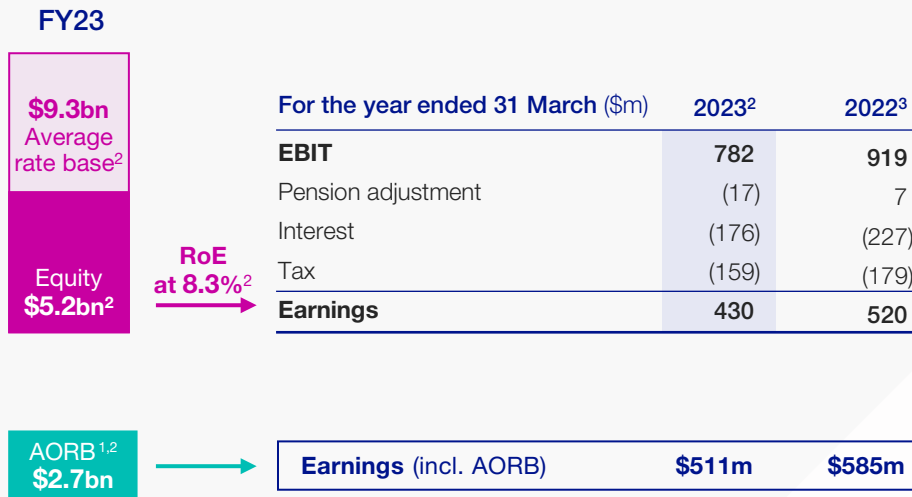 FY23
$9.3bn
Average
rate base²
Equity
$5.2bn²
RoE
at 8.3%²
For the year ended 31 March ($m) 2023² 2022³
EBIT 782 919
Pension adjustment (17) 7
Interest (176) (227)
Tax (159) (179)
Earnings 430 520
AORB¹,²
$2.7bn
Earnings (incl. AORB) $511m $585m